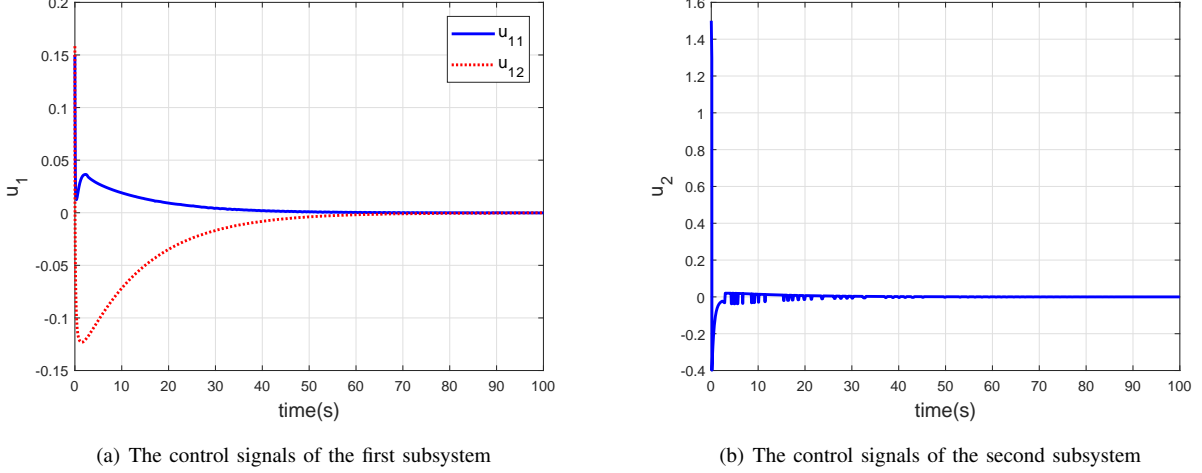 0.2
0.15
0.1
0.05
0
-0.05
-0.1
-0.15
u1
0 10 20 30 40 50 60 70 80 90 100
time(s)
u11
u12
(a) The control signals of the first subsystem
1.6
1.4
1.2
1
0.8
0.6
0.4
0.2
0
-0.2
-0.4
u2
0 10 20 30 40 50 60 70 80 90 100
time(s)
(b) The control signals of the second subsystem